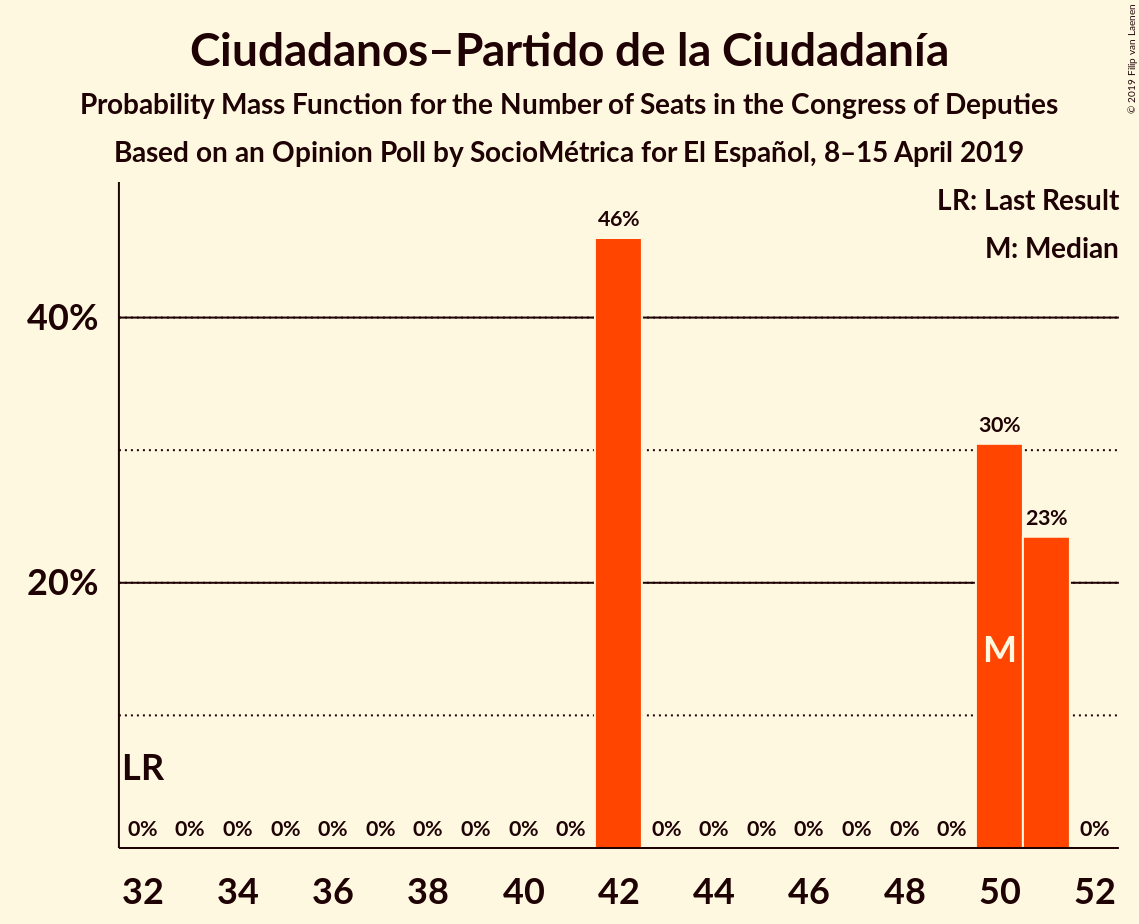 Ciudadanos–Partido de la Ciudadanía
Probability Mass Function for the Number of Seats in the Congress of Deputies
Based on an Opinion Poll by SocioMétrica for El Español, 8–15 April 2019
© 2019 Filip van Laenen
LR: Last Result
M: Median
46%
40%
30%
23%
20%
M
LR
0% 0% 0% 0% 0% 0% 0% 0% 0% 0% 0% 0% 0% 0% 0% 0% 0% 0%
32 34 36 38 40 42 44 46 48 50 52